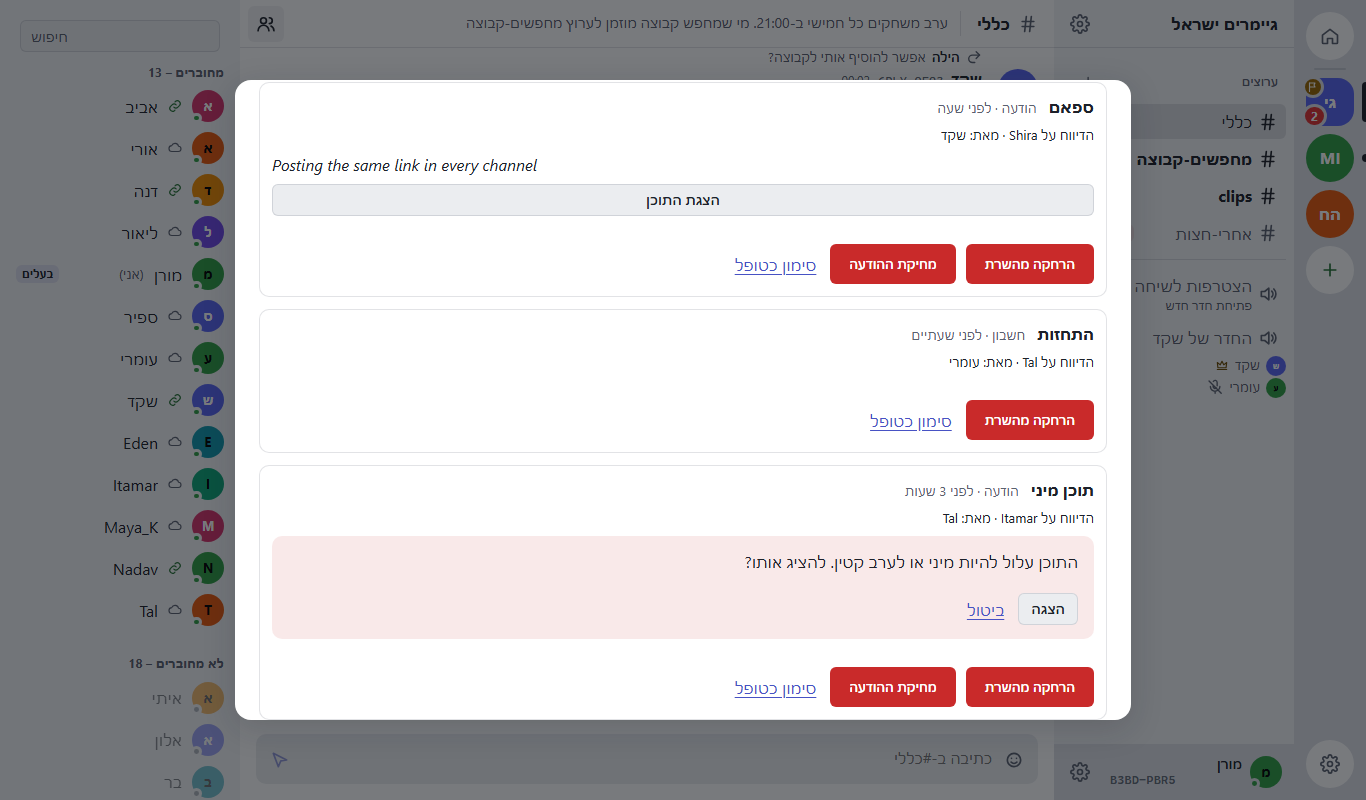 גי
2
MI
הח
גיימרים ישראל
ערוצים
כללי
מחפשים-קבוצה
clips
אחרי-חצות
הצטרפות לשיחה
פתיחת חדר חדש
החדר של שקד
שקד
ש
עומרי
ע
מורן
B3BD-PBR5
מ
# כללי
ערב משחקים כל חמישי ב-21:00. מי שמחפש קבוצה מוזמן לערוץ מחפשים-קבוצה
הילה אפשר להוסיף אותי לקבוצה?
שקד
ספאם הודעה · לפני שעה
הדיווח על Shira · מאת: שקד
Posting the same link in every channel
הצגת התוכן
הרחקה מהשרת
מחיקת ההודעה
סימון כטופל
התחזות חשבון · לפני שעתיים
הדיווח על Tal · מאת: עומרי
הרחקה מהשרת
סימון כטופל
תוכן מיני הודעה · לפני 3 שעות
הדיווח על Itamar · מאת: Tal
התוכן עלול להיות מיני או לערב קטין. להציג אותו?
הצגה
ביטול
הרחקה מהשרת
מחיקת ההודעה
סימון כטופל
כתיבה ב-#כללי
חיפוש
מחוברים – 13
א אביב
א אורי
ד דנה
ל ליאור
מ מורן (אני) בעלים
ס ספיר
ע עומרי
ש שקד
E Eden
I Itamar
M Maya_K
N Nadav
T Tal
לא מחוברים – 18
א איתי
א אלון
ב בר